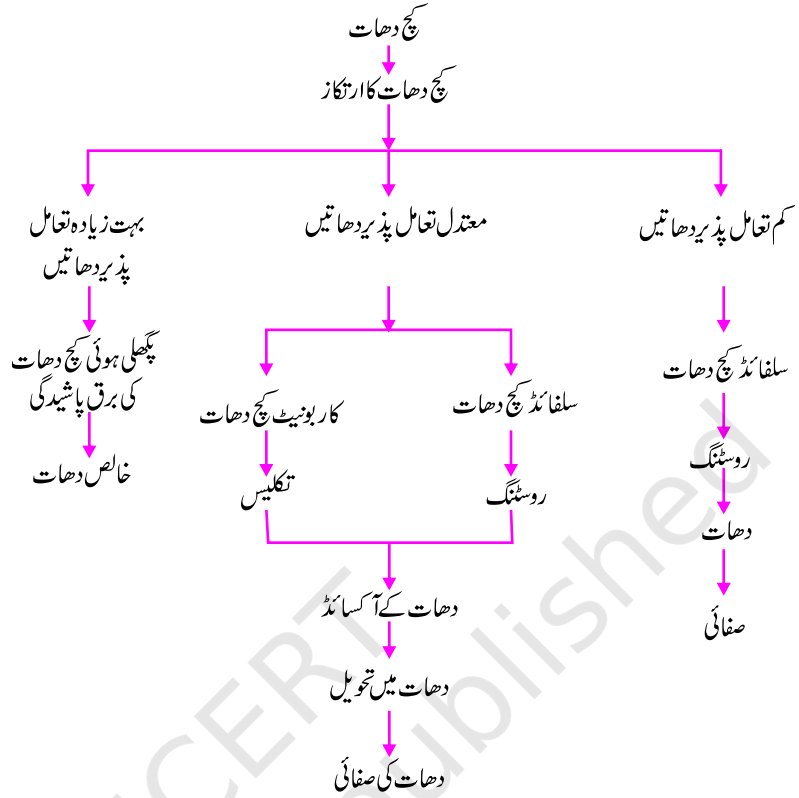 کچ دھات
کچ دھات کا ارتکاز
کم تعامل پذیر دھاتیں
معتدل تعامل پذیر دھاتیں
بہت زیادہ تعامل
پذیر دھاتیں
سلفائڈ کچ دھات
روسٹنگ
دھات
صفائی
سلفائڈ کچ دھات
روسٹنگ
کاربونیٹ کچ دھات
تکلیس
دھات کے آکسائڈ
دھات میں تحویل
دھات کی صفائی
پگھلی ہوئی کچ دھات
کی برق پاشیدگی
خالص دھات
NCERT
published